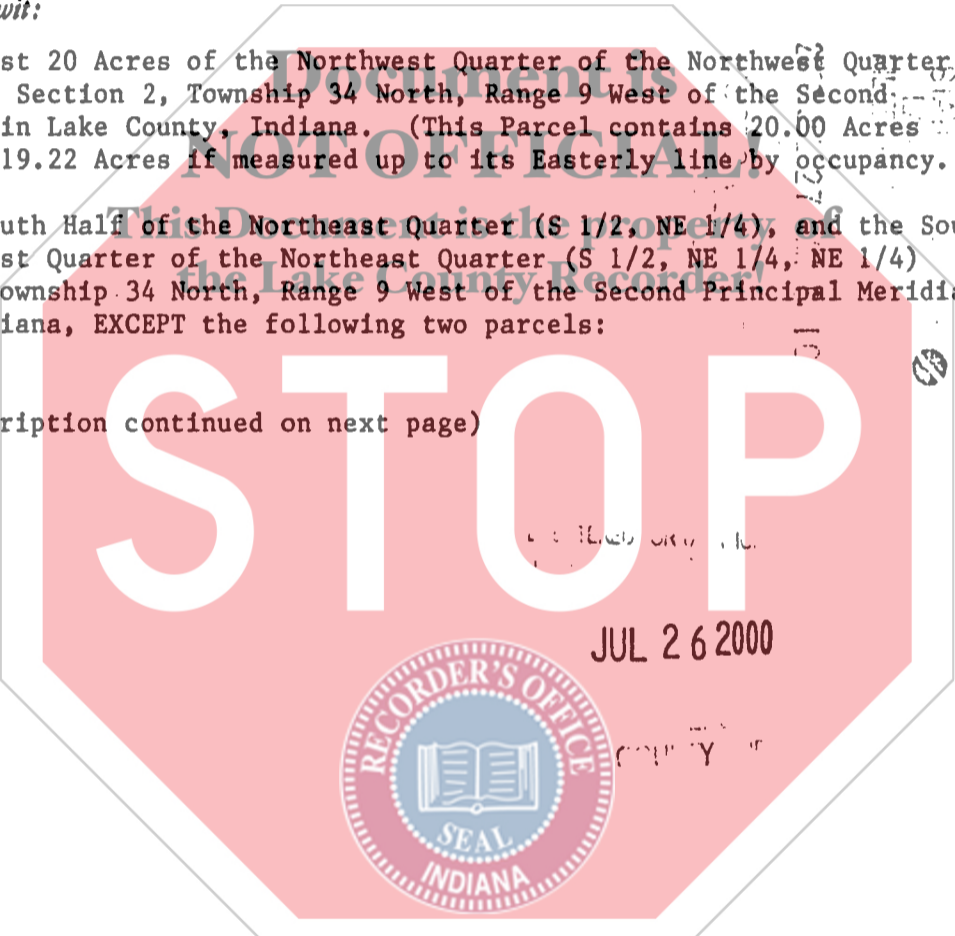 wit:
st 20 Acres of the Northwest Quarter of the Northwest Quarter
Section 2, Township 34 North, Range 9 West of the Second
in Lake County, Indiana. (This Parcel contains 20.00 Acres
19.22 Acres if measured up to its Easterly line by occupancy.
uth Half of the Northeast Quarter (S 1/2, NE 1/4), and the Sou
st Quarter of the Northeast Quarter (S 1/2, NE 1/4, NE 1/4)
ownship 34 North, Range 9 West of the Second Principal Meridia
iana, EXCEPT the following two parcels:
ription continued on next page)
Document is
NOT OFFICIAL!
This Document is the property of
the Lake County Recorder!
STOP
JUL 26 2000
RECORDER'S OFFICE
SEAL
INDIANA